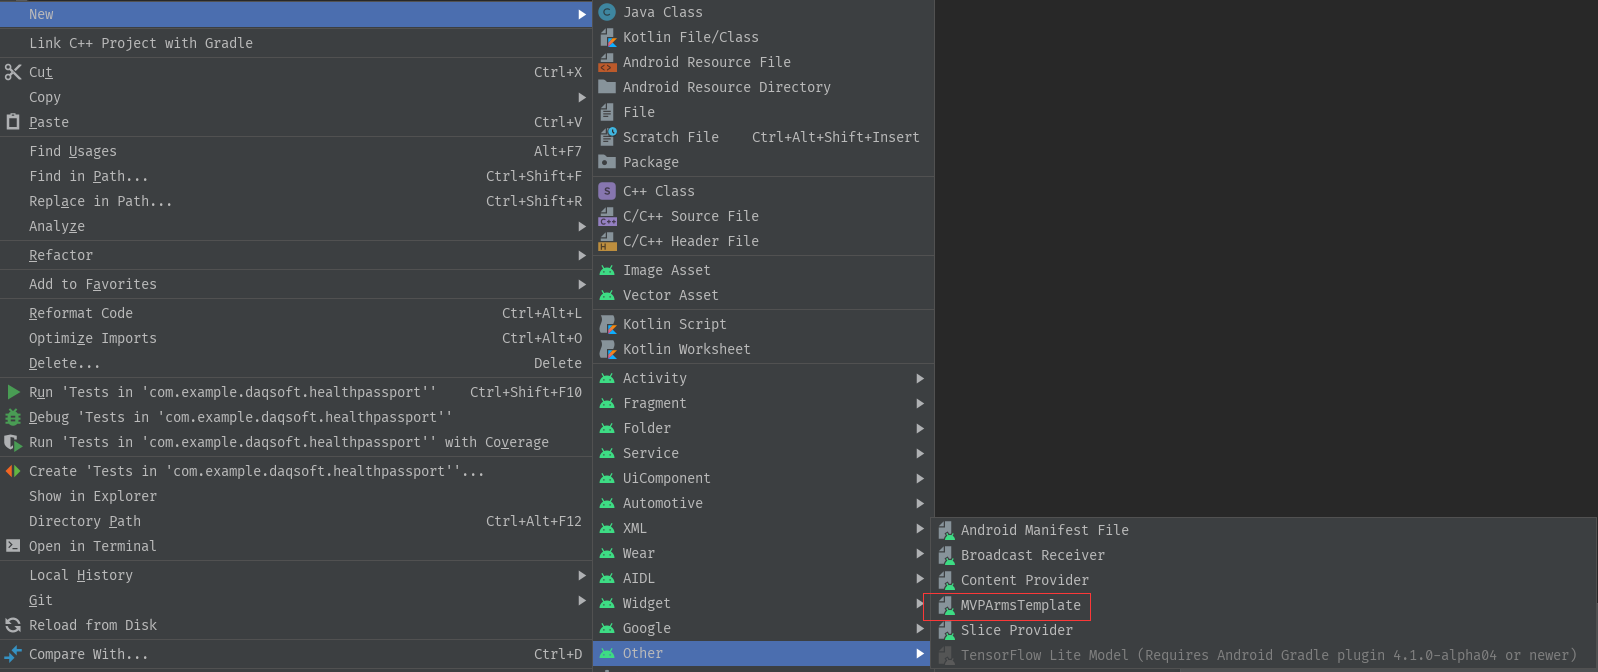 New
Link C++ Project with Gradle
Cut Ctrl+X
Copy
Paste Ctrl+V
Find Usages Alt+F7
Find in Path... Ctrl+Shift+F
Replace in Path... Ctrl+Shift+R
Analyze
Refactor
Add to Favorites
Reformat Code Ctrl+Alt+L
Optimize Imports Ctrl+Alt+O
Delete... Delete
Run 'Tests in 'com.example.daqsoft.healthpassport'' Ctrl+Shift+F10
Debug 'Tests in 'com.example.daqsoft.healthpassport''
Run 'Tests in 'com.example.daqsoft.healthpassport'' with Coverage
Create 'Tests in 'com.example.daqsoft.healthpassport''...
Show in Explorer
Directory Path Ctrl+Alt+F12
Open in Terminal
Local History
Git
Reload from Disk
Compare With... Ctrl+D
Java Class
Kotlin File/Class
Android Resource File
Android Resource Directory
File
Scratch File Ctrl+Alt+Shift+Insert
Package
C++ Class
C/C++ Source File
C/C++ Header File
Image Asset
Vector Asset
Kotlin Script
Kotlin Worksheet
Activity
Fragment
Folder
Service
UiComponent
Automotive
XML
Wear
AIDL
Widget
Google
Other
Android Manifest File
Broadcast Receiver
Content Provider
MVPArmsTemplate
Slice Provider
TensorFlow Lite Model (Requires Android Gradle plugin 4.1.0-alpha04 or newer)